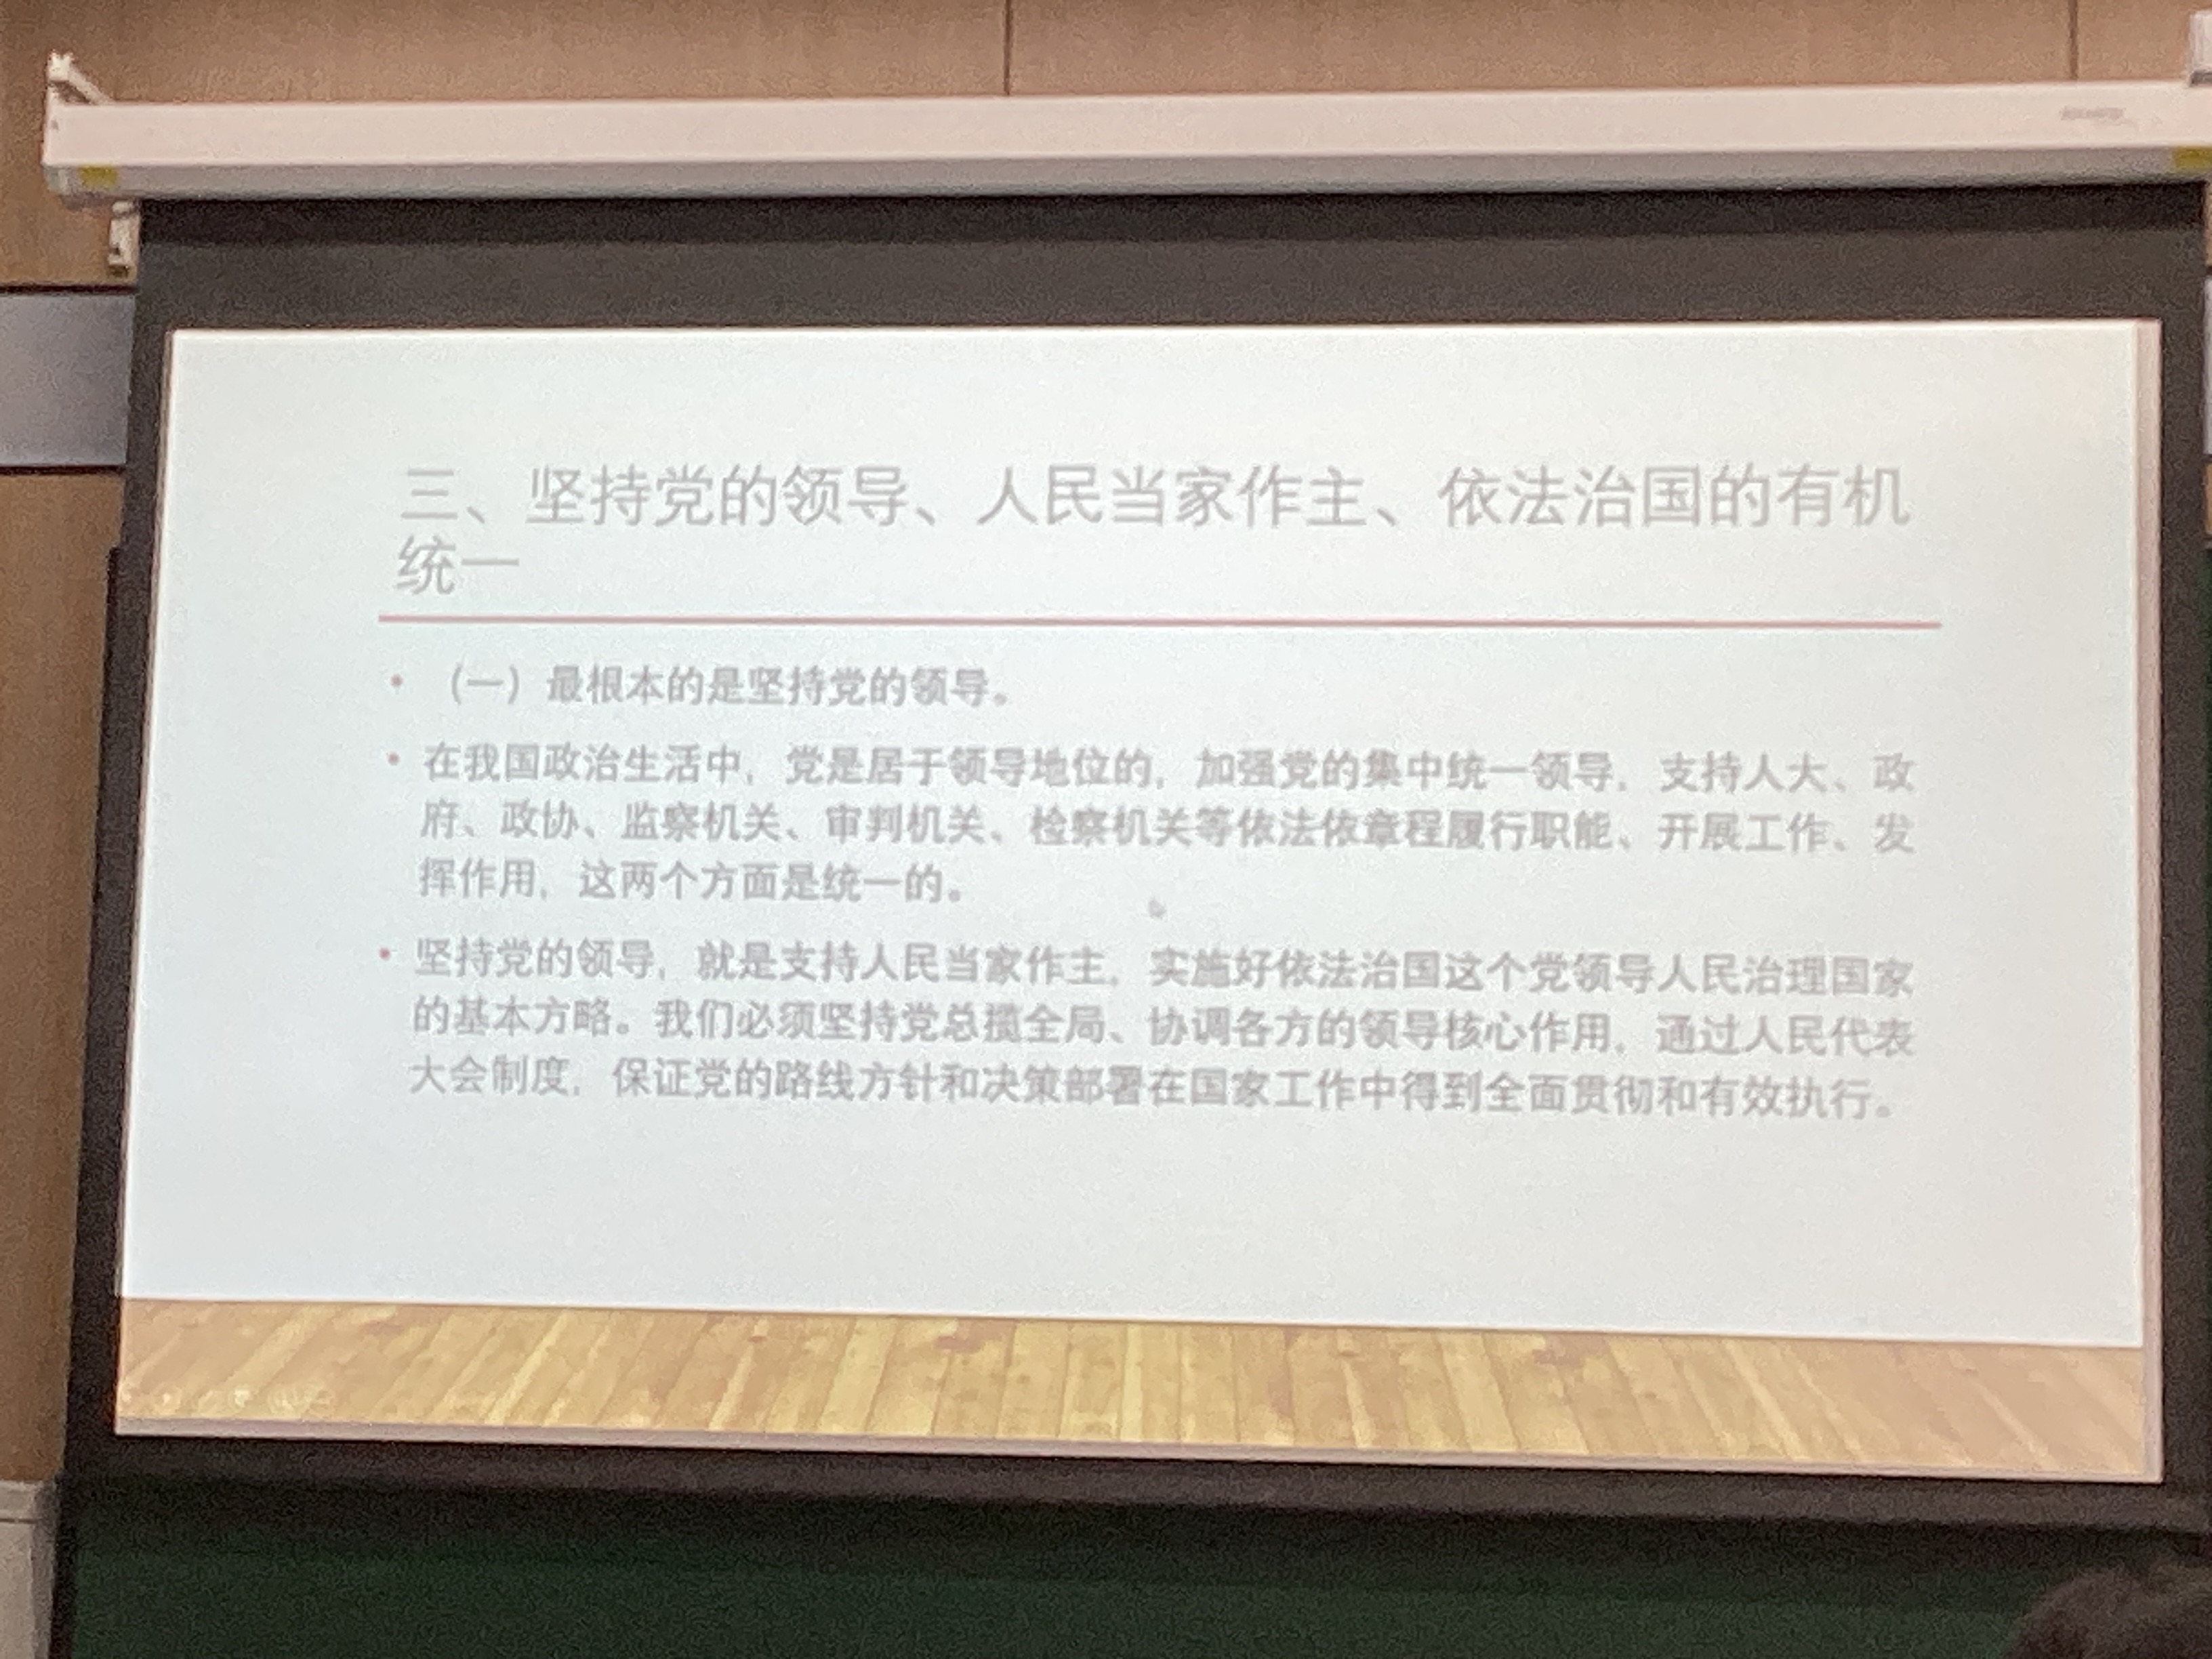 三、坚持党的领导、人民当家作主、依法治国的有机
统一
• （一）最根本的是坚持党的领导。
• 在我国政治生活中，党是居于领导地位的，加强党的集中统一领导，支持人大、政
府、政协、监察机关、审判机关、检察机关等依法依章程履行职能、开展工作、发
挥作用，这两个方面是统一的。
• 坚持党的领导，就是支持人民当家作主，实施好依法治国这个党领导人民治理国家
的基本方略。我们必须坚持党总揽全局、协调各方的领导核心作用，通过人民代表
大会制度，保证党的路线方针和决策部署在国家工作中得到全面贯彻和有效执行。